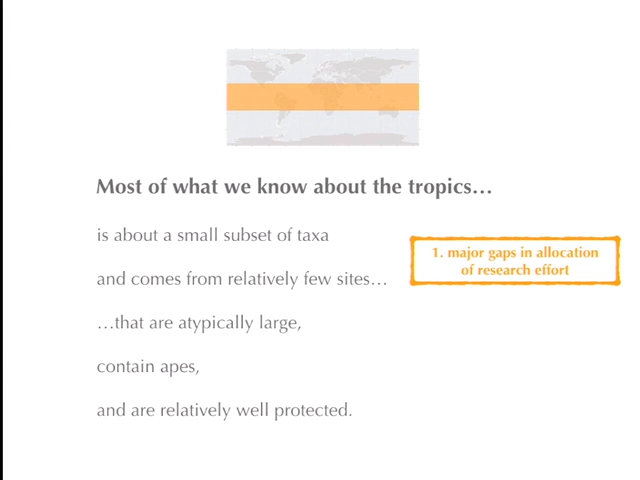 Most of what we know about the tropics…
is about a small subset of taxa
and comes from relatively few sites…
…that are atypically large,
contain apes,
and are relatively well protected.
1. major gaps in allocation
of research effort